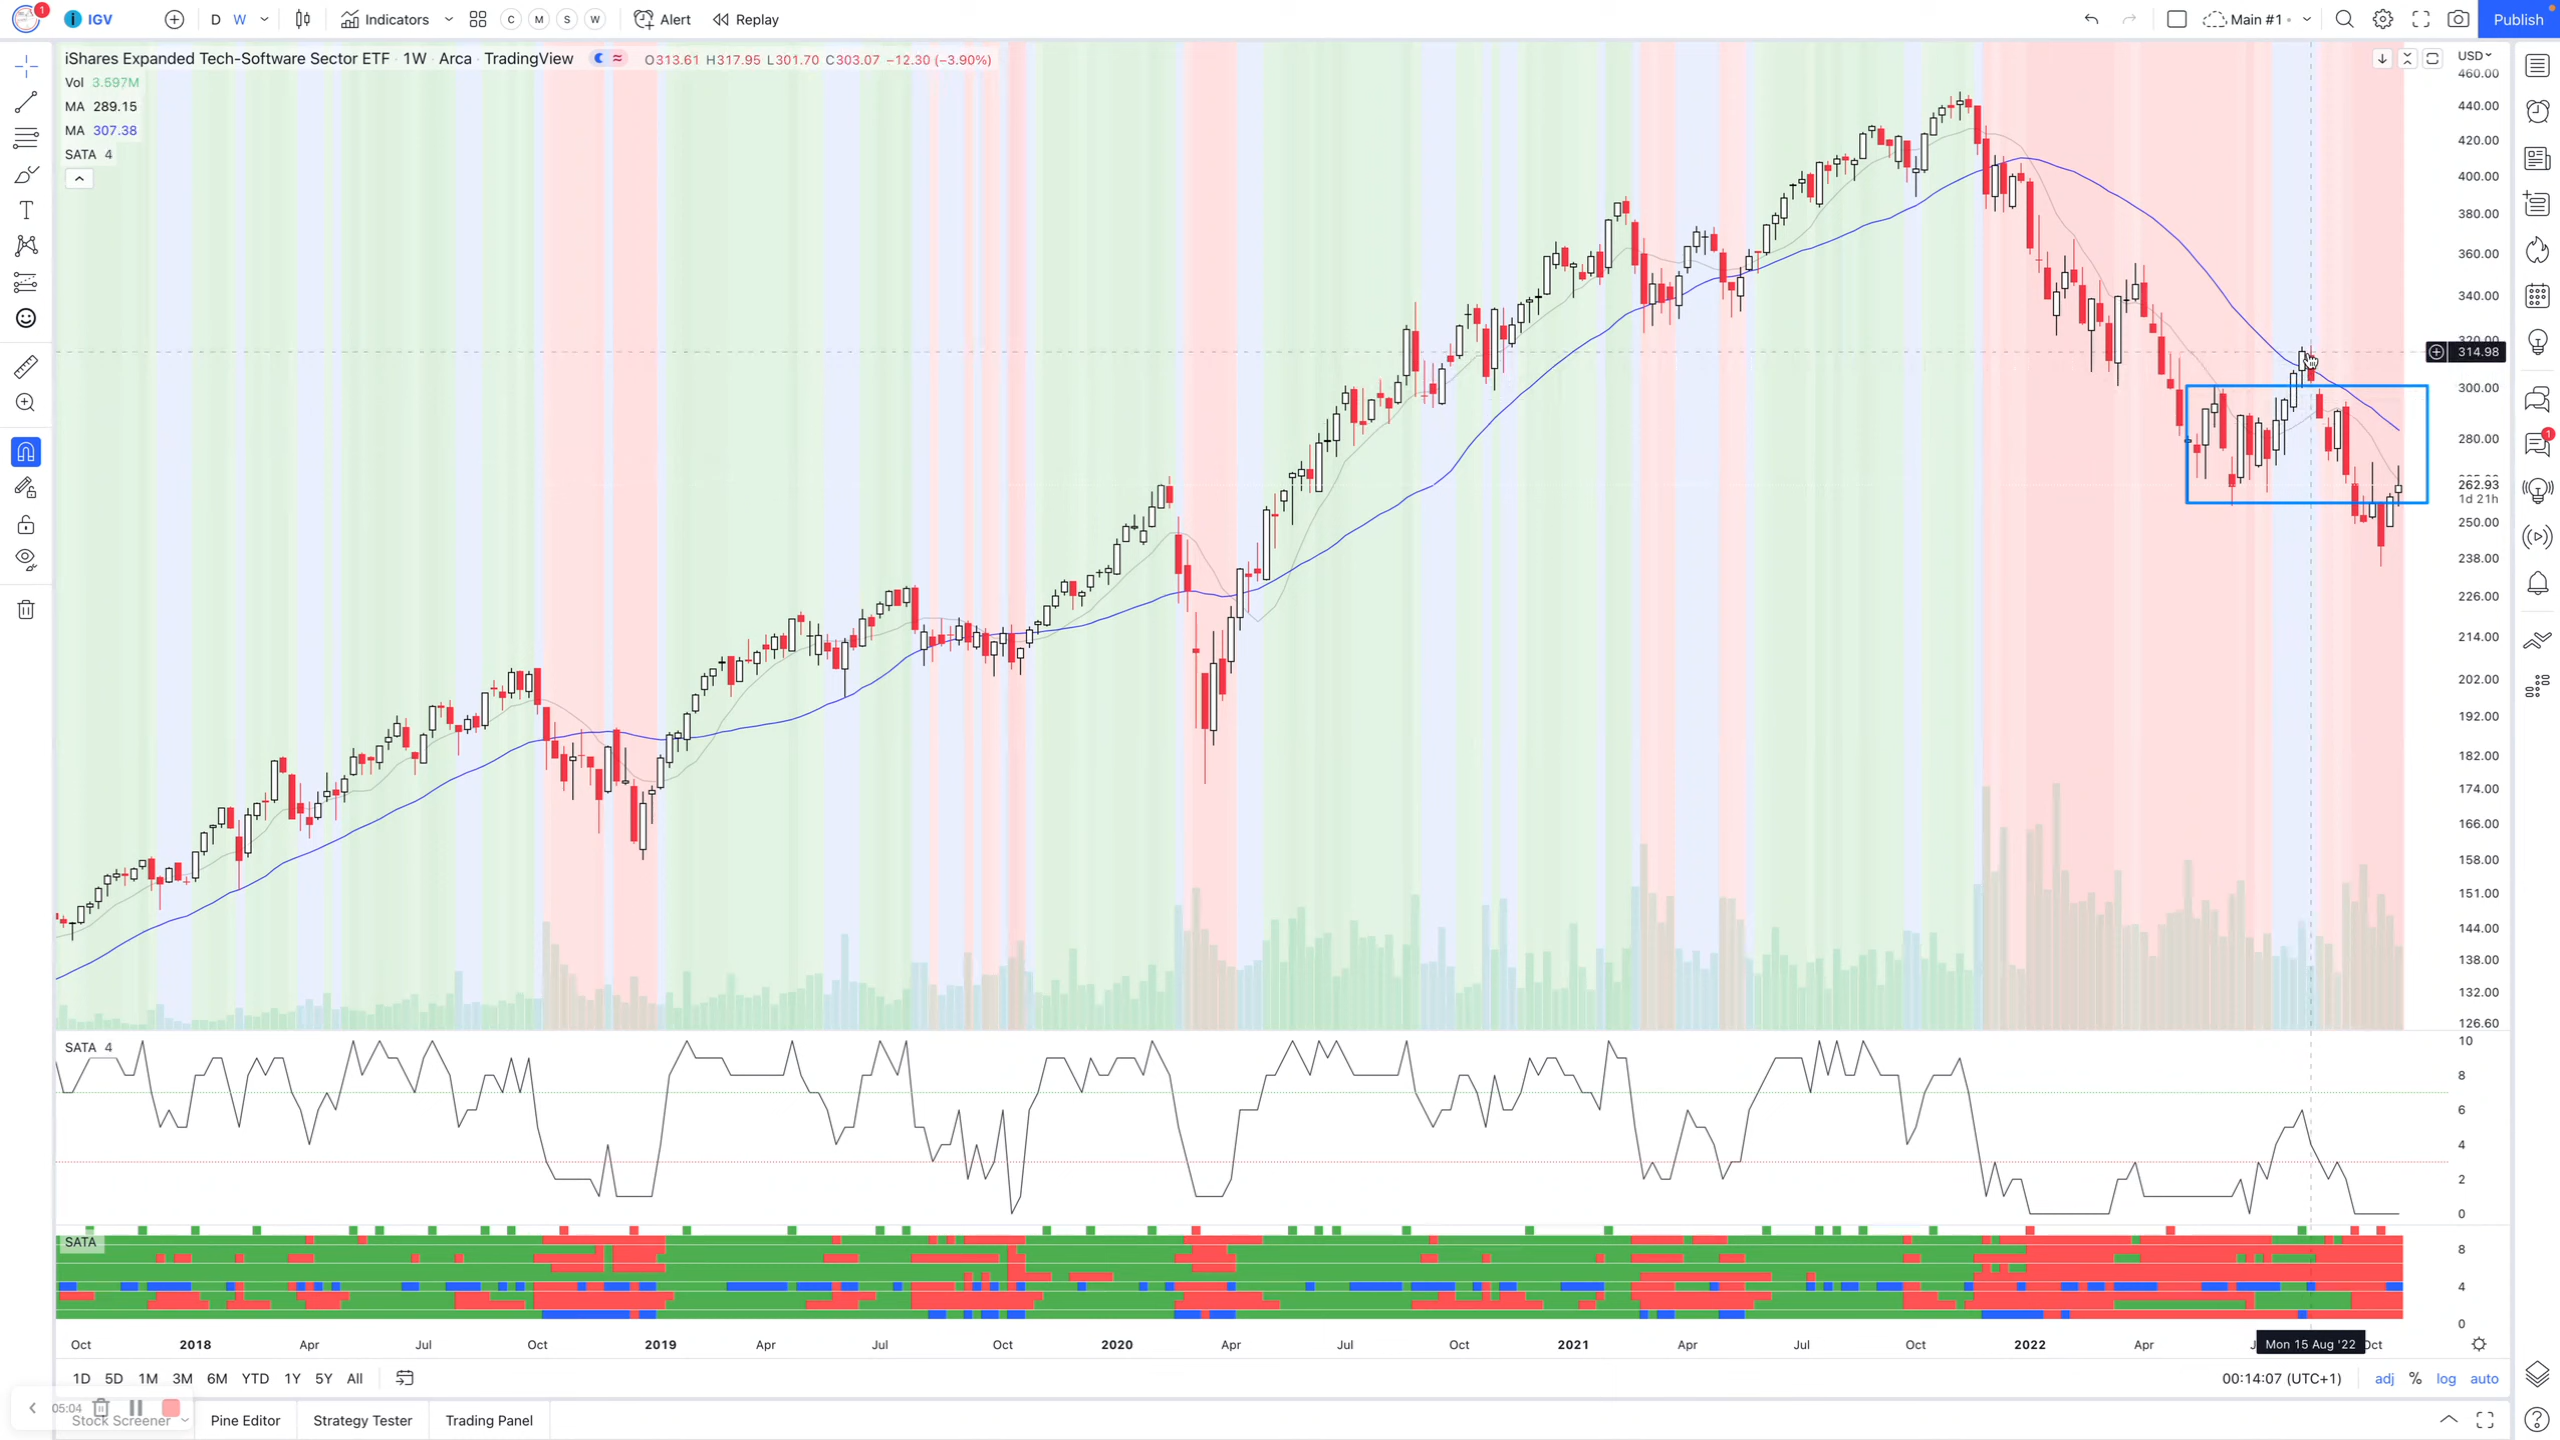 1 IGV D W Indicators C M S W Alert Replay Main #1 Publish
iShares Expanded Tech-Software Sector ETF · 1W · Arca · TradingView O313.61 H317.95 L301.70 C303.07 −12.30 (−3.90%)
Vol 3.597M
MA 289.15
MA 307.38
SATA 4
USD
460.00
440.00
420.00
400.00
380.00
360.00
340.00
314.98
300.00
280.00
262.93
1d 21h
250.00
238.00
226.00
214.00
202.00
192.00
182.00
174.00
166.00
158.00
151.00
144.00
138.00
132.00
126.60
1
SATA 4
10
8
6
4
2
0
SATA
8
4
0
Oct 2018 Apr Jul Oct 2019 Apr Jul Oct 2020 Apr Jul Oct 2021 Apr Jul Oct 2022 Apr Mon 15 Aug '22 Oct
1D 5D 1M 3M 6M YTD 1Y 5Y All 00:14:07 (UTC+1) adj % log auto
05:04
Stock Screener Pine Editor Strategy Tester Trading Panel